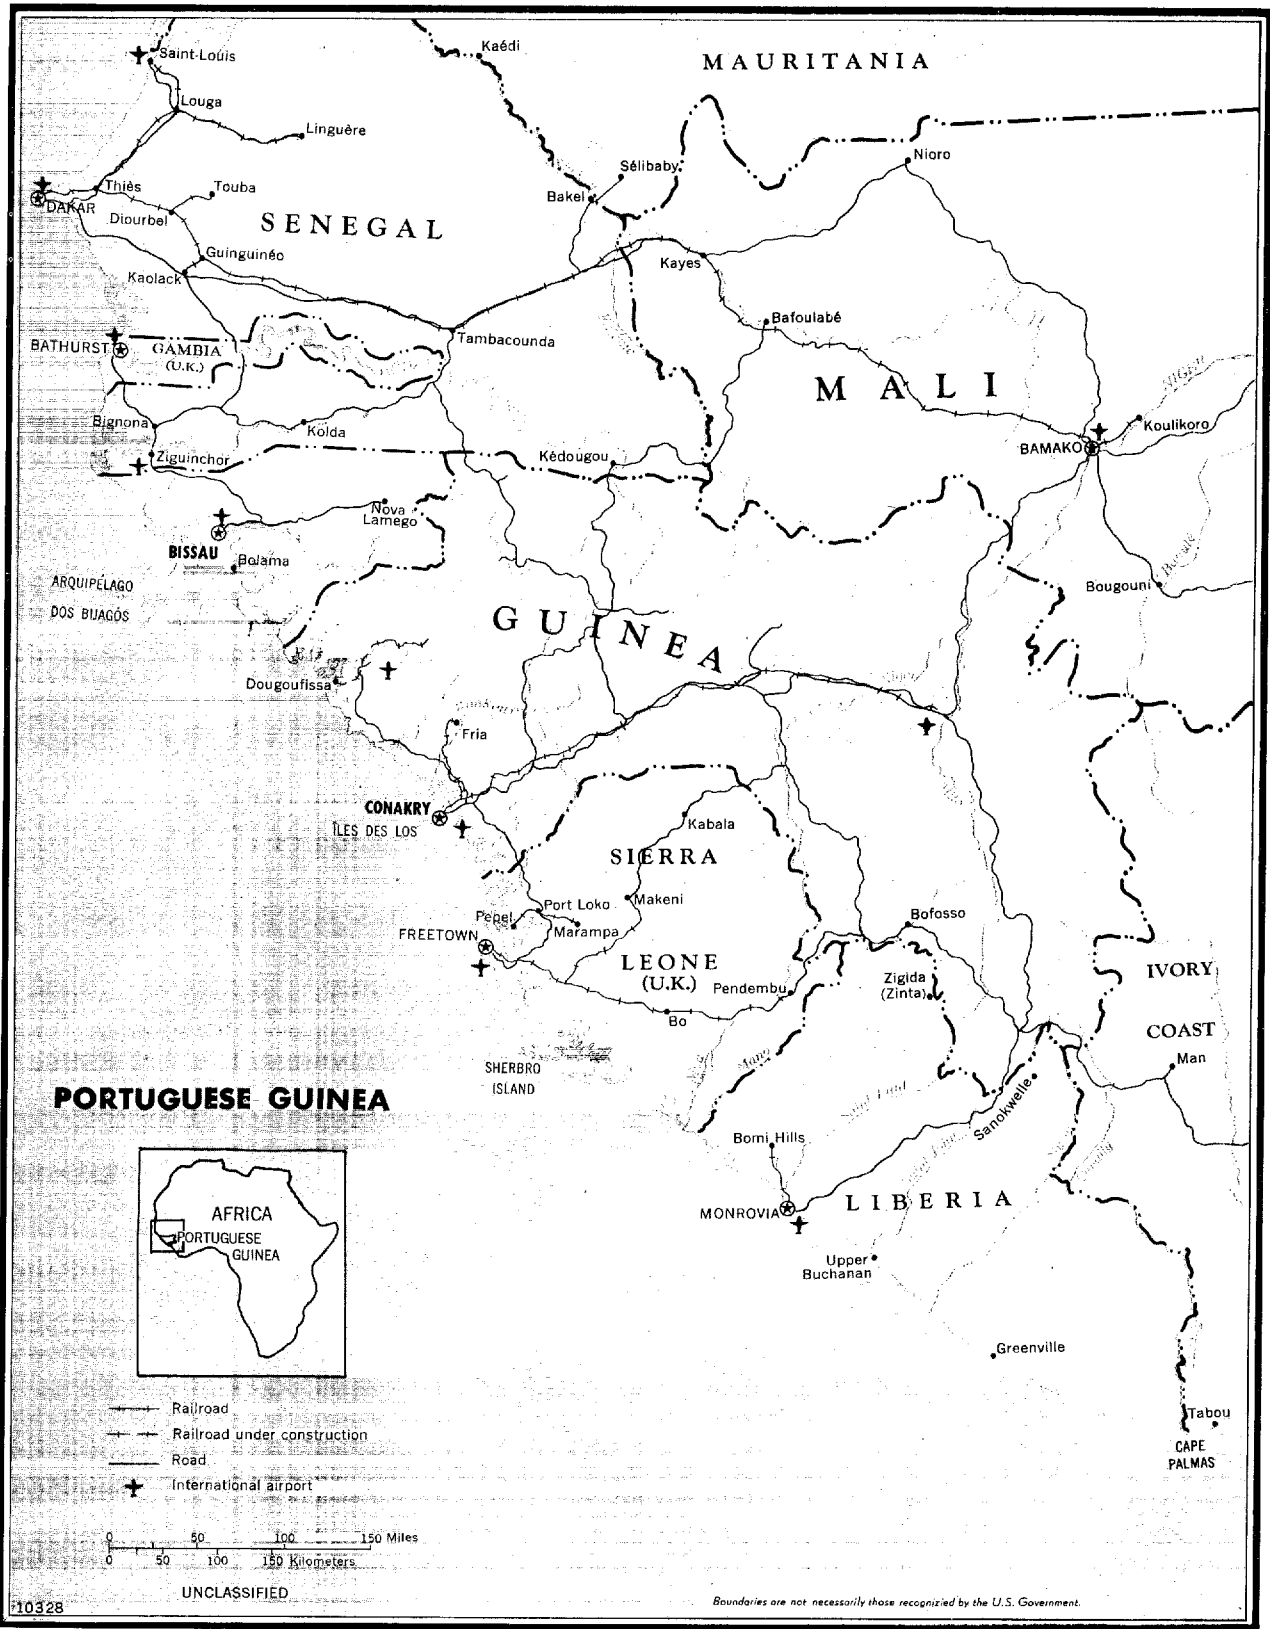 Saint-Louis
Kaédi
MAURITANIA
Louga
Linguère
Nioro
Sélibaby
Thiès
Touba
Bakel
DAKAR
Diourbel
SENEGAL
Guinguinéo
Kayes
Kaolack
Bafoulabé
Tambacounda
BATHURST
GAMBIA
(U.K.)
MALI
Niger
Bignona
Kolda
Koulikoro
BAMAKO
Ziguinchor
Kédougou
Nova
Lamego
BISSAU
Bolama
ARQUIPÉLAGO
DOS BIJAGÓS
Bougouni
GUINEA
Dougoufissa
Fria
CONAKRY
ÎLES DES LOS
Kabala
SIERRA
Port Loko
Makeni
Pepel
Bofosso
FREETOWN
Marampa
LEONE
(U.K.)
IVORY
COAST
Zigida
(Zinta)
Pendembu
Bo
Man
Mano
SHERBRO
ISLAND
PORTUGUESE GUINEA
Sanokwelle
Bomi Hills
AFRICA
PORTUGUESE
GUINEA
LIBERIA
MONROVIA
Upper
Buchanan
Greenville
Tabou
CAPE
PALMAS
Railroad
Railroad under construction
Road
International airport
0 50 100 150 Miles
0 50 100 150 Kilometers
UNCLASSIFIED
10328
Boundaries are not necessarily those recognizied by the U.S. Government.